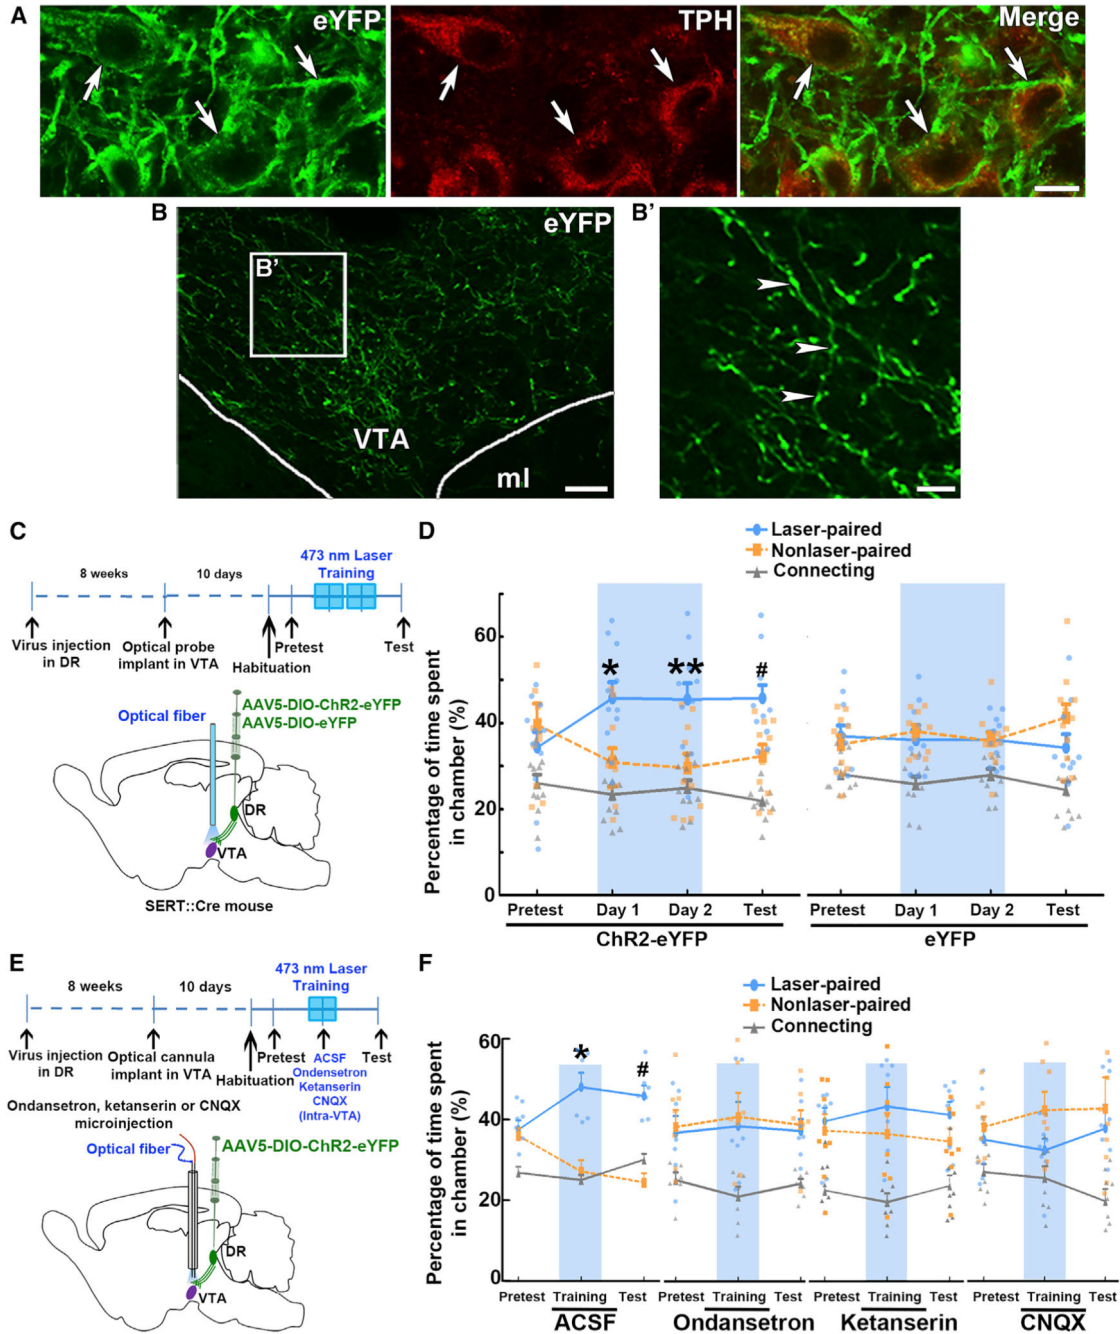 A
eYFP
TPH
Merge
B
eYFP
B'
VTA
ml
B'
C
473 nm Laser
Training
8 weeks
10 days
Virus injection
in DR
Optical probe
implant in VTA
Habituation
Pretest
Test
Optical fiber
AAV5-DIO-ChR2-eYFP
AAV5-DIO-eYFP
DR
VTA
SERT::Cre mouse
D
Laser-paired
Nonlaser-paired
Connecting
Percentage of time spent
in chamber (%)
60
40
20
0
* ** #
Pretest Day 1 Day 2 Test
ChR2-eYFP
Pretest Day 1 Day 2 Test
eYFP
E
473 nm Laser
Training
8 weeks
10 days
Virus injection
in DR
Optical cannula
implant in VTA
Habituation
Pretest
ACSF
Ondensetron
Ketanserin
CNQX
(Intra-VTA)
Test
Ondansetron, ketanserin or CNQX
microinjection
Optical fiber
AAV5-DIO-ChR2-eYFP
DR
VTA
F
Laser-paired
Nonlaser-paired
Connecting
Percentage of time spent
in chamber (%)
60
40
20
0
* #
Pretest Training Test
ACSF
Pretest Training Test
Ondansetron
Pretest Training Test
Ketanserin
Pretest Training Test
CNQX